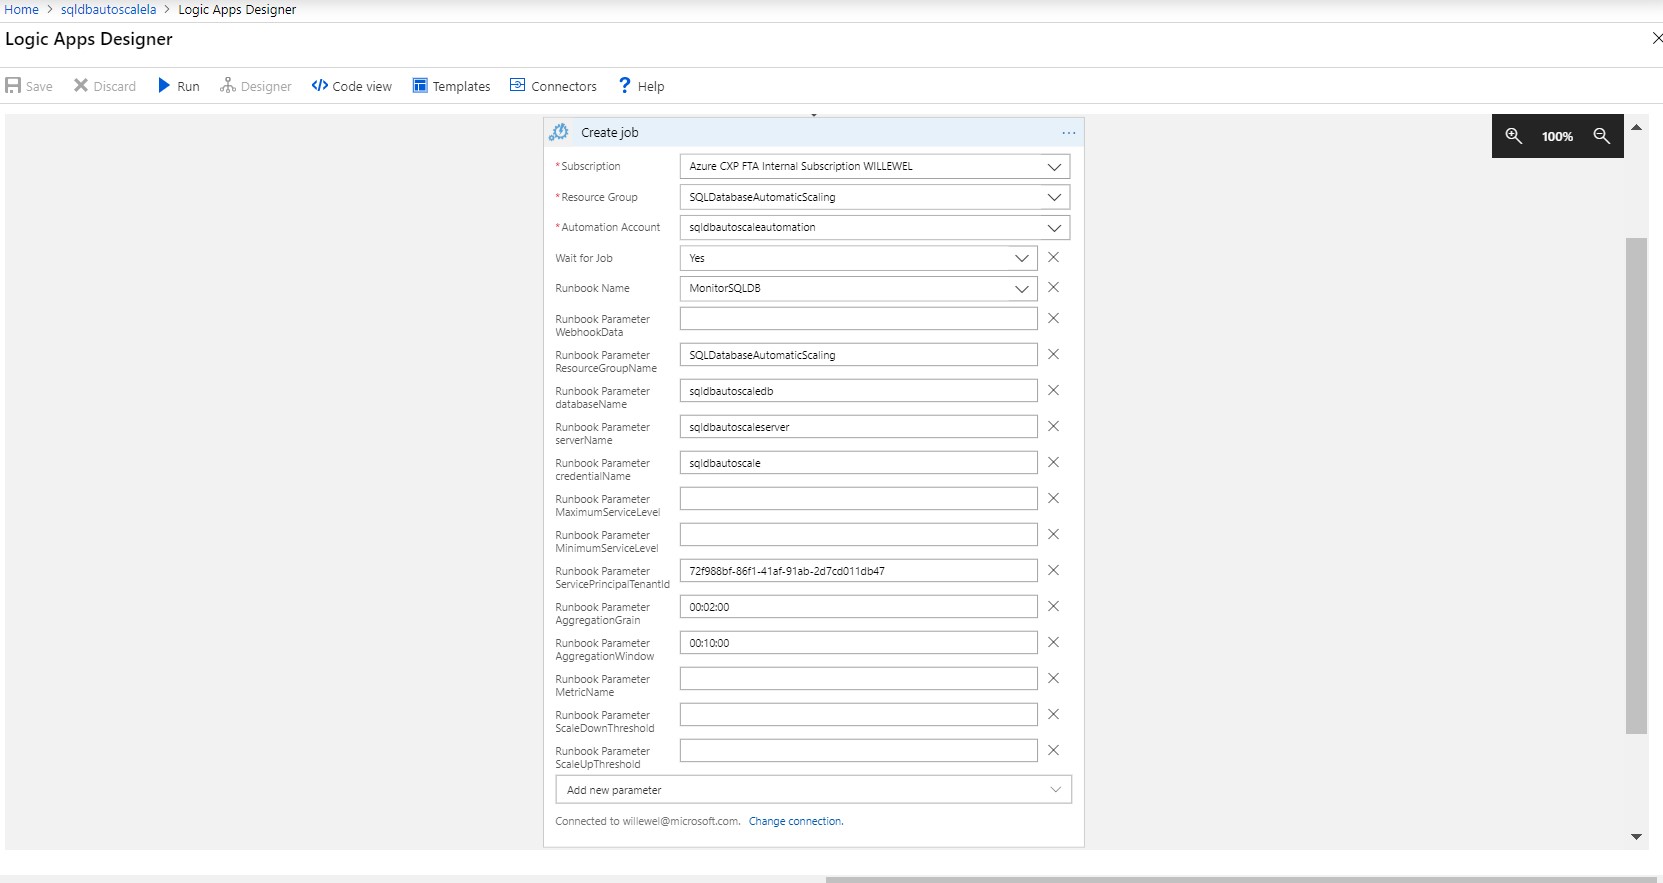 Home > sqldbautoscalela > Logic Apps Designer
Logic Apps Designer
Save Discard Run Designer Code view Templates Connectors ? Help
Create job ...
100%
*Subscription Azure CXP FTA Internal Subscription WILLEWEL
*Resource Group SQLDatabaseAutomaticScaling
*Automation Account sqldbautoscaleautomation
Wait for Job Yes
Runbook Name MonitorSQLDB
Runbook Parameter
WebhookData
Runbook Parameter
ResourceGroupName
SQLDatabaseAutomaticScaling
Runbook Parameter
databaseName
sqldbautoscaledb
Runbook Parameter
serverName
sqldbautoscaleserver
Runbook Parameter
credentialName
sqldbautoscale
Runbook Parameter
MaximumServiceLevel
Runbook Parameter
MinimumServiceLevel
Runbook Parameter
ServicePrincipalTenantId
72f988bf-86f1-41af-91ab-2d7cd011db47
Runbook Parameter
AggregationGrain
00:02:00
Runbook Parameter
AggregationWindow
00:10:00
Runbook Parameter
MetricName
Runbook Parameter
ScaleDownThreshold
Runbook Parameter
ScaleUpThreshold
Add new parameter
Connected to willewel@microsoft.com. Change connection.